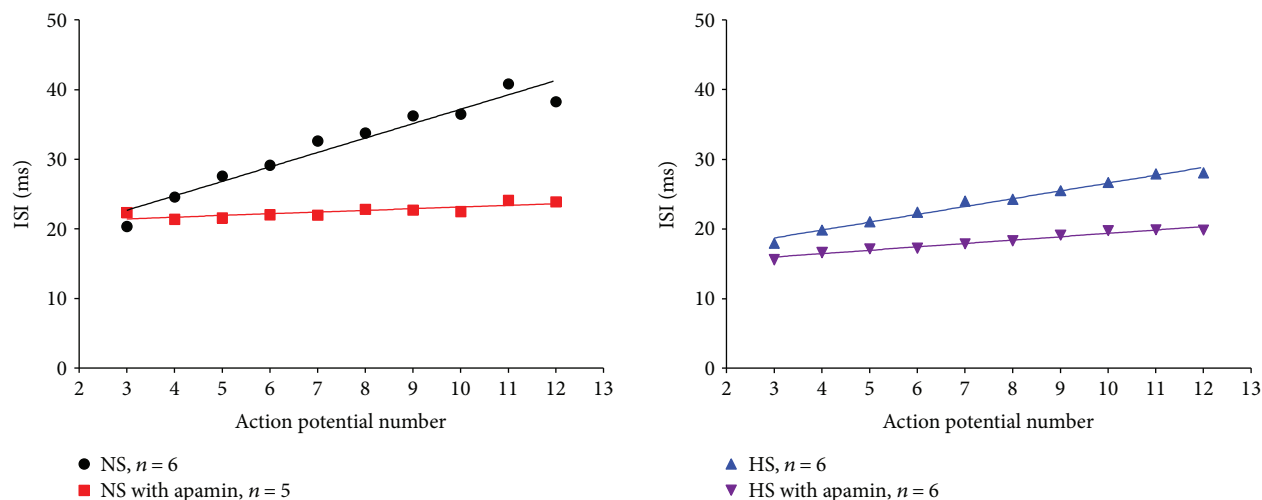 50
40
30
20
10
0
ISI (ms)
2 3 4 5 6 7 8 9 10 11 12 13
Action potential number
NS, n = 6
NS with apamin, n = 5
50
40
30
20
10
0
ISI (ms)
2 3 4 5 6 7 8 9 10 11 12 13
Action potential number
HS, n = 6
HS with apamin, n = 6